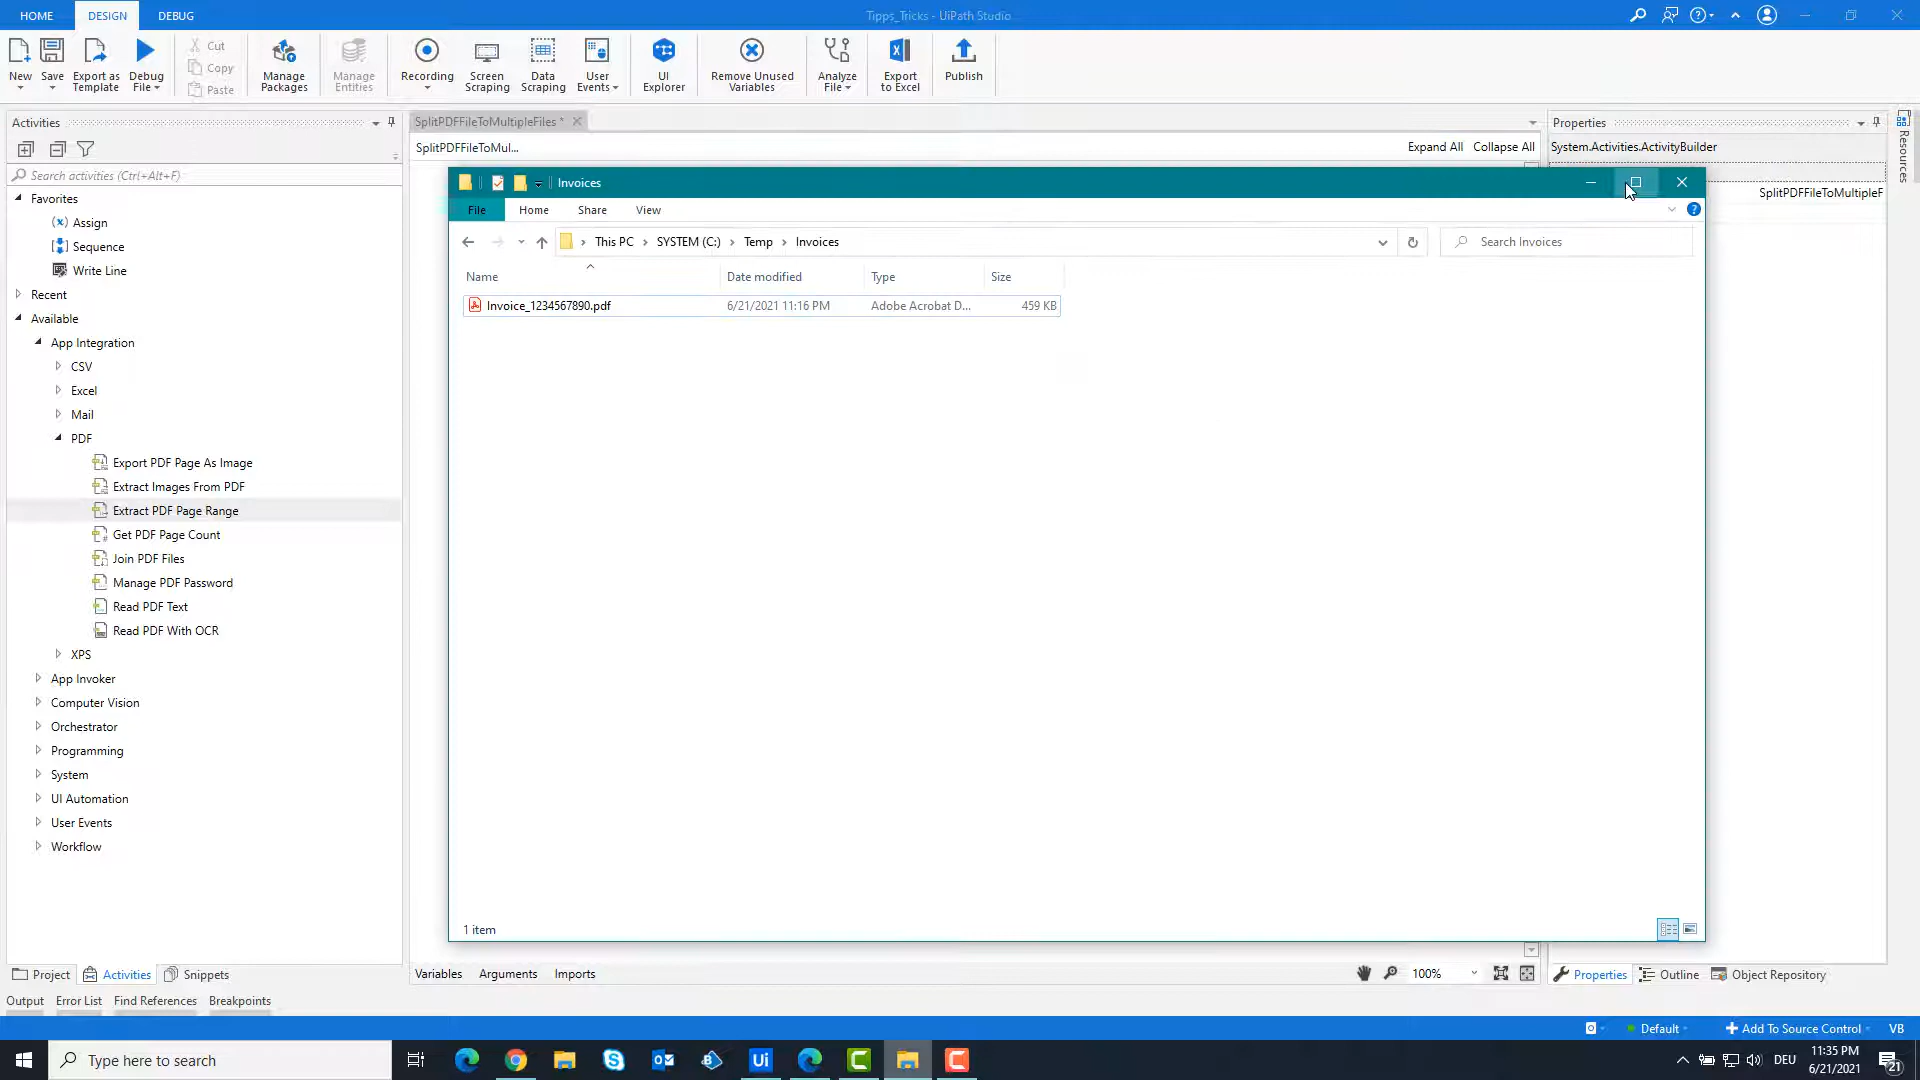 HOME DESIGN DEBUG
Tipps_Tricks - UiPath Studio
New Save Export as Template Debug File Cut Copy Paste Manage Packages Manage Entities Recording Screen Scraping Data Scraping User Events UI Explorer Remove Unused Variables Analyze File Export to Excel Publish
Activities
Search activities (Ctrl+Alt+F)
Favorites
Assign
Sequence
Write Line
Recent
Available
App Integration
CSV
Excel
Mail
PDF
Export PDF Page As Image
Extract Images From PDF
Extract PDF Page Range
Get PDF Page Count
Join PDF Files
Manage PDF Password
Read PDF Text
Read PDF With OCR
XPS
App Invoker
Computer Vision
Orchestrator
Programming
System
UI Automation
User Events
Workflow
Project Activities Snippets
SplitPDFFileToMultipleFiles *
SplitPDFFileToMul... Expand All Collapse All
Invoices
File Home Share View
This PC > SYSTEM (C:) > Temp > Invoices
Search Invoices
Name Date modified Type Size
Invoice_1234567890.pdf 6/21/2021 11:16 PM Adobe Acrobat D... 459 KB
1 item
Variables Arguments Imports 100%
Properties
System.Activities.ActivityBuilder
SplitPDFFileToMultipleF
Resources
Properties Outline Object Repository
Output Error List Find References Breakpoints
Default Add To Source Control VB
Type here to search
Ui
DEU
11:35 PM
6/21/2021
21